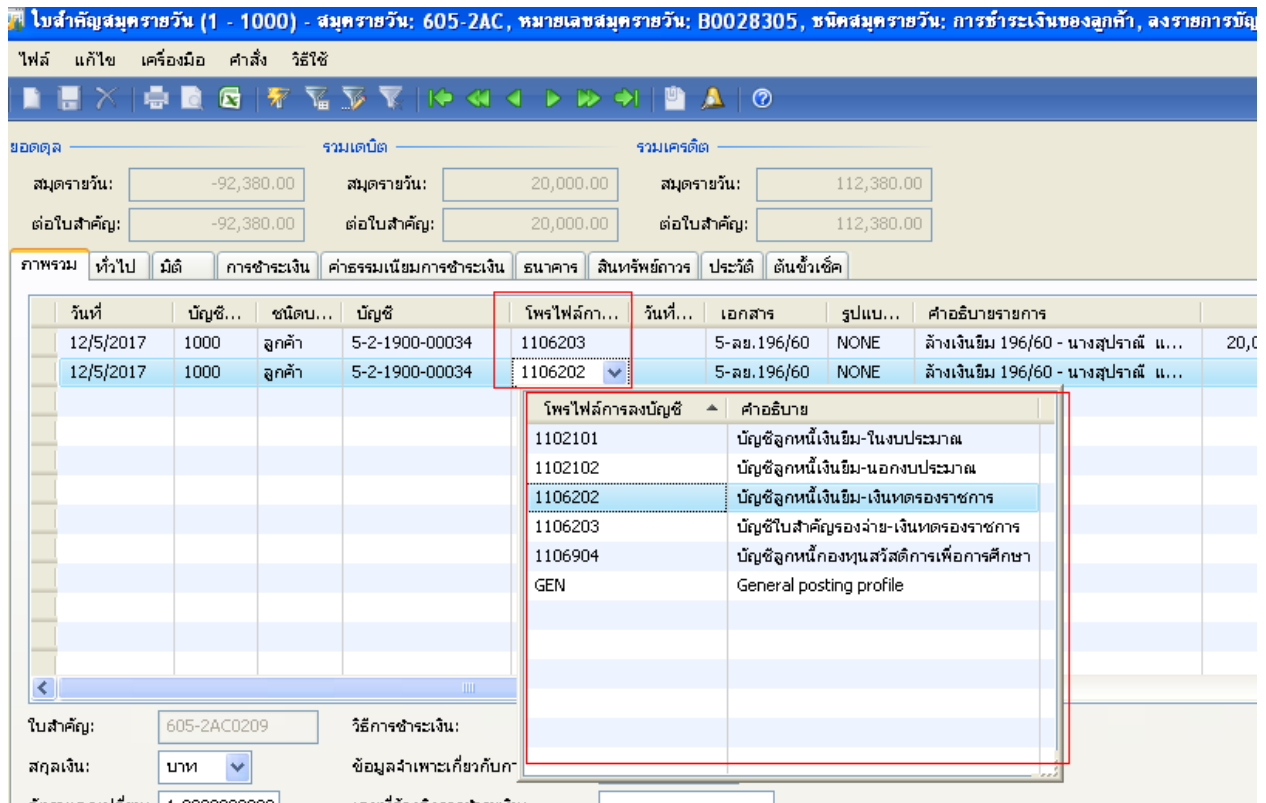 ใบสำคัญสมุดรายวัน (1 - 1000) - สมุดรายวัน: 605-2AC, หมายเลขสมุดรายวัน: B0028305, ชนิดสมุดรายวัน: การชำระเงินของลูกค้า, ลงรายการบัญ
ไฟล์ แก้ไข เครื่องมือ คำสั่ง วิธีใช้
ยอดดุล รวมเดบิต รวมเครดิต
สมุดรายวัน: -92,380.00 สมุดรายวัน: 20,000.00 สมุดรายวัน: 112,380.00
ต่อใบสำคัญ: -92,380.00 ต่อใบสำคัญ: 20,000.00 ต่อใบสำคัญ: 112,380.00
ภาพรวม ทั่วไป มิติ การชำระเงิน ค่าธรรมเนียมการชำระเงิน ธนาคาร สินทรัพย์ถาวร ประวัติ ต้นขั้วเช็ค
วันที่ บัญชี... ชนิดบ... บัญชี โพรไฟล์กา... วันที่... เอกสาร รูปแบ... คำอธิบายรายการ
12/5/2017 1000 ลูกค้า 5-2-1900-00034 1106203 5-ลย.196/60 NONE ล้างเงินยืม 196/60 - นางสุปราณี แ... 20,0
12/5/2017 1000 ลูกค้า 5-2-1900-00034 1106202 5-ลย.196/60 NONE ล้างเงินยืม 196/60 - นางสุปราณี แ...
โพรไฟล์การลงบัญชี คำอธิบาย
1102101 บัญชีลูกหนี้เงินยืม-ในงบประมาณ
1102102 บัญชีลูกหนี้เงินยืม-นอกงบประมาณ
1106202 บัญชีลูกหนี้เงินยืม-เงินทดรองราชการ
1106203 บัญชีใบสำคัญรองจ่าย-เงินทดรองราชการ
1106904 บัญชีลูกหนี้กองทุนสวัสดิการเพื่อการศึกษา
GEN General posting profile
ใบสำคัญ: 605-2AC0209 วิธีการชำระเงิน:
สกุลเงิน: บาท ข้อมูลจำเพาะเกี่ยวกับกา